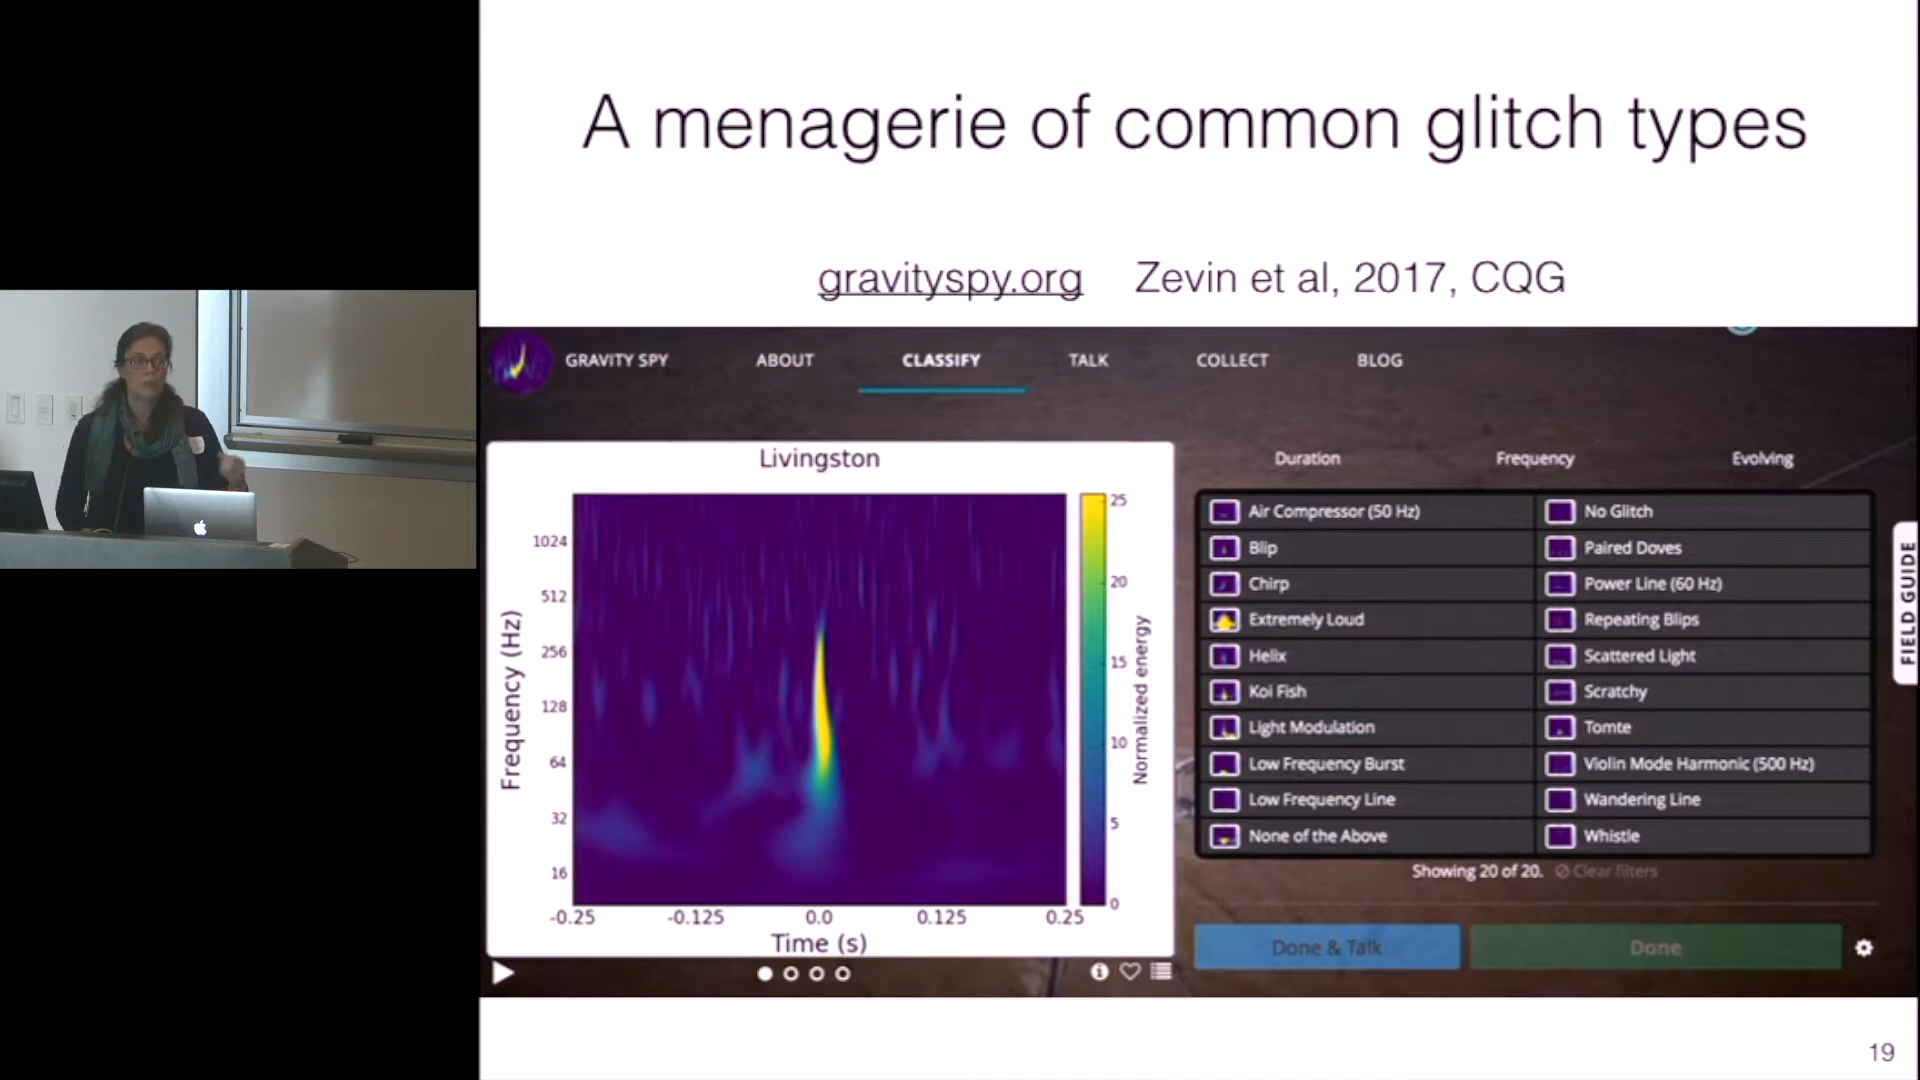 A menagerie of common glitch types
gravityspy.org Zevin et al, 2017, CQG
GRAVITY SPY ABOUT CLASSIFY TALK COLLECT BLOG
Livingston
Frequency (Hz)
1024
512
256
128
64
32
16
-0.25 -0.125 0.0 0.125 0.25
Time (s)
25
20
15
10
5
0
Normalized energy
Duration Frequency Evolving
Air Compressor (50 Hz) No Glitch
Blip Paired Doves
Chirp Power Line (60 Hz)
Extremely Loud Repeating Blips
Helix Scattered Light
Koi Fish Scratchy
Light Modulation Tomte
Low Frequency Burst Violin Mode Harmonic (500 Hz)
Low Frequency Line Wandering Line
None of the Above Whistle
Showing 20 of 20. Clear filters
Done & Talk Done
FIELD GUIDE
19